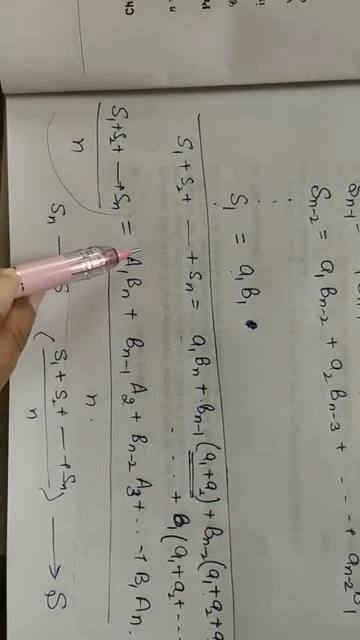 S_{n-2} = a_1 B_{n-2} + a_2 B_{n-3} + - - - + a_{n-2} B_1
S_1 = a_1 B_1
S_1 + S_2 + — + S_n = a_1 B_n + b_{n-1} (a_1 + a_2) + B_{n-2} (a_1 + a_2 +
- - - - + B_1 (a_1 + a_2 + - - -
S_1 + S_2 + — + S_n / n = A_1 B_n + B_{n-1} A_2 + B_{n-2} A_3 + ... + B_1 A_n. / n.
(S_1 + S_2 + — + S_n / n) → S